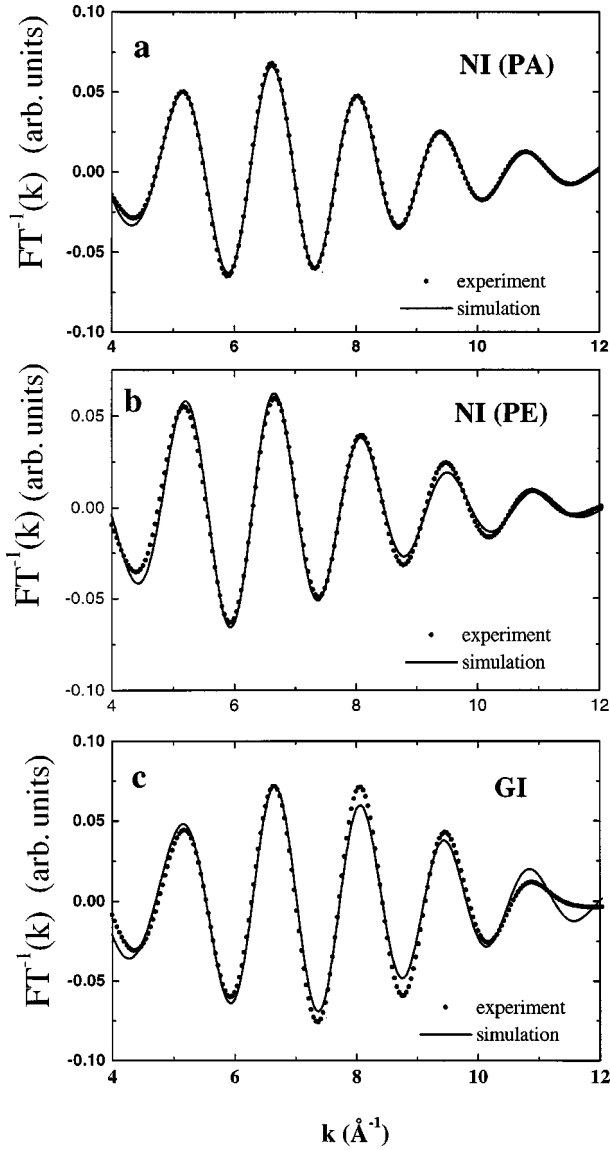 0.10
a
NI (PA)
0.05
0.00
-0.05
-0.10
FT⁻¹(k) (arb. units)
experiment
simulation
4 6 8 10 12
b
NI (PE)
0.05
0.00
-0.05
-0.10
FT⁻¹(k) (arb. units)
experiment
simulation
4 6 8 10 12
0.10
c
GI
0.05
0.00
-0.05
-0.10
FT⁻¹(k) (arb. units)
experiment
simulation
4 6 8 10 12
k (Å⁻¹)